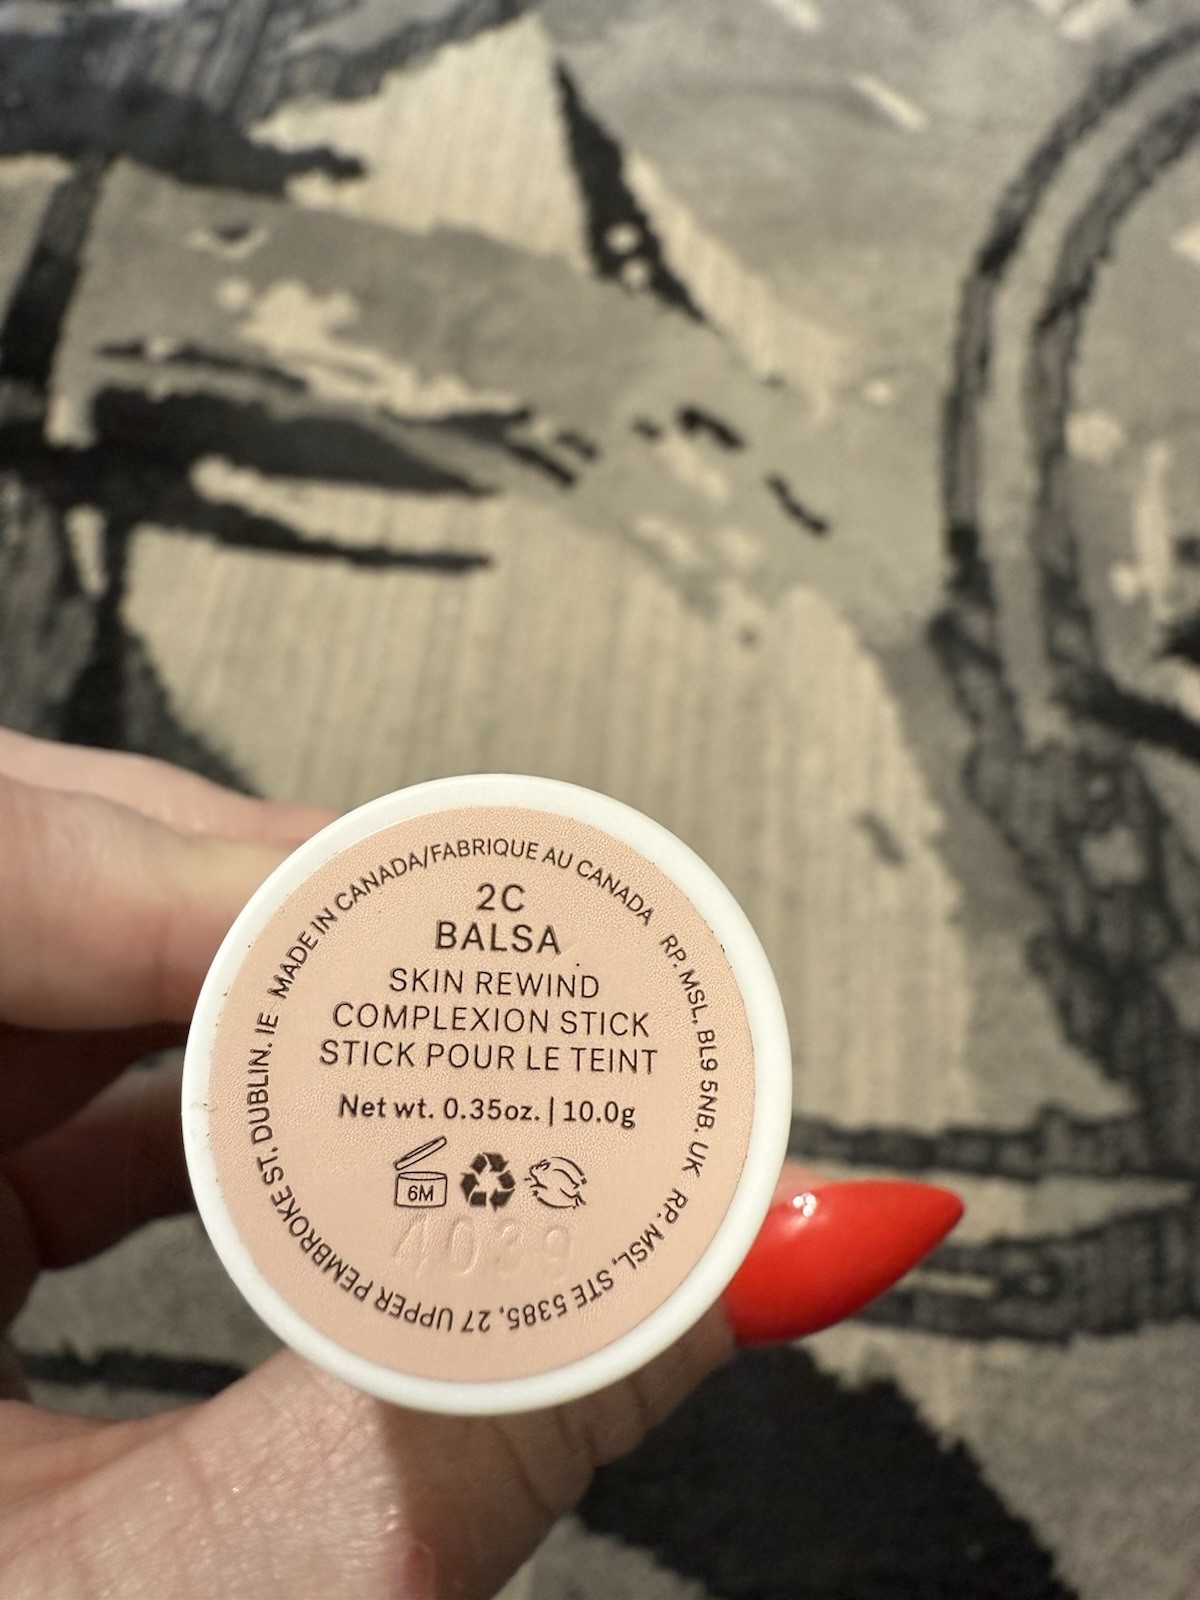 MADE IN CANADA/FABRIQUE AU CANADA
RP. MSL, BL9 5NB. UK
RP. MSL, STE 5385, 27 UPPER PEMBROKE ST. DUBLIN. IE
2C
BALSA
SKIN REWIND
COMPLEXION STICK
STICK POUR LE TEINT
Net wt. 0.35oz. | 10.0g
6M
4039